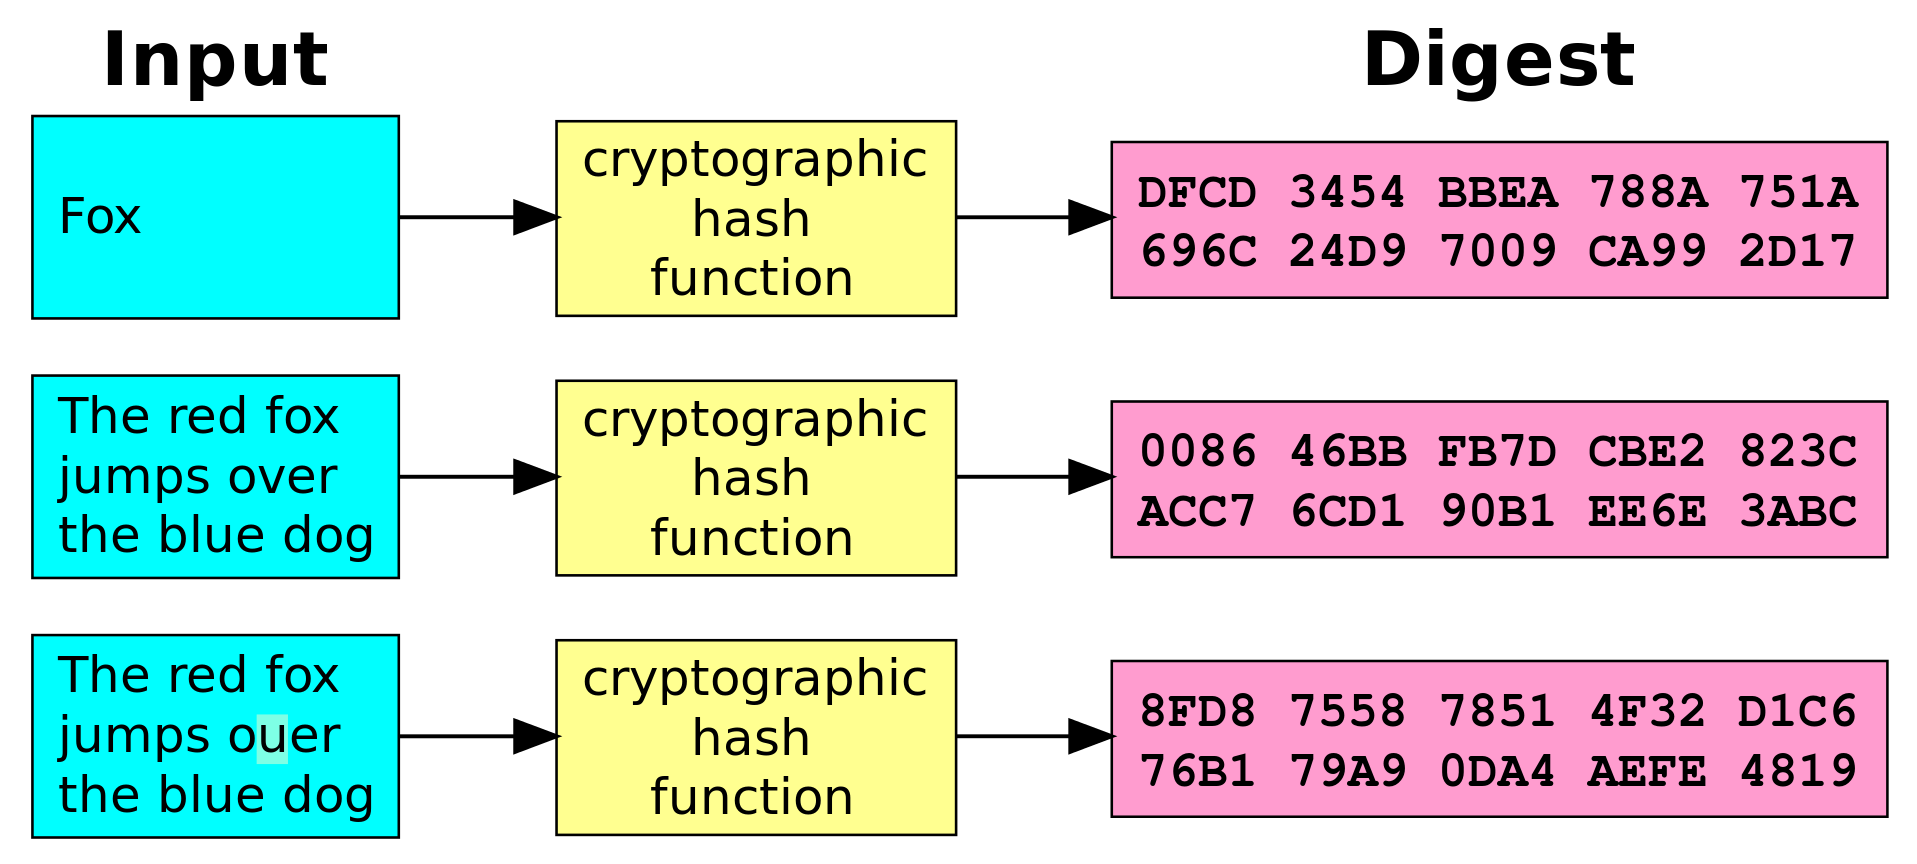 Input
Digest
Fox
cryptographic
hash
function
DFCD 3454 BBEA 788A 751A
696C 24D9 7009 CA99 2D17
The red fox
jumps over
the blue dog
cryptographic
hash
function
0086 46BB FB7D CBE2 823C
ACC7 6CD1 90B1 EE6E 3ABC
The red fox
jumps ouer
the blue dog
cryptographic
hash
function
8FD8 7558 7851 4F32 D1C6
76B1 79A9 0DA4 AEFE 4819